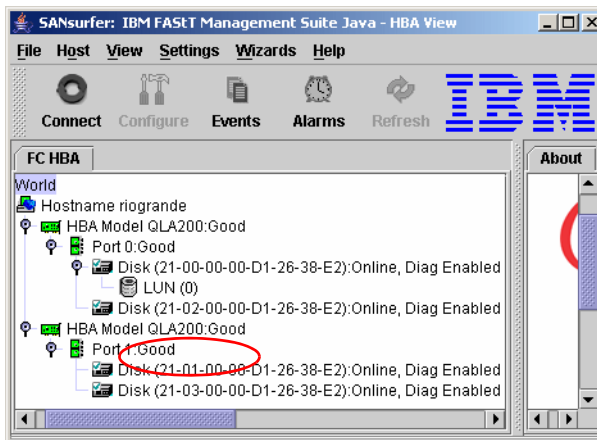 SANsurfer: IBM FAStT Management Suite Java - HBA View
File Host View Settings Wizards Help
Connect Configure Events Alarms Refresh IBM
FC HBA About
World
Hostname riogrande
HBA Model QLA200:Good
Port 0:Good
Disk (21-00-00-00-D1-26-38-E2):Online, Diag Enabled
LUN (0)
Disk (21-02-00-00-D1-26-38-E2):Online, Diag Enabled
HBA Model QLA200:Good
Port 1:Good
Disk (21-01-00-00-D1-26-38-E2):Online, Diag Enabled
Disk (21-03-00-00-D1-26-38-E2):Online, Diag Enabled